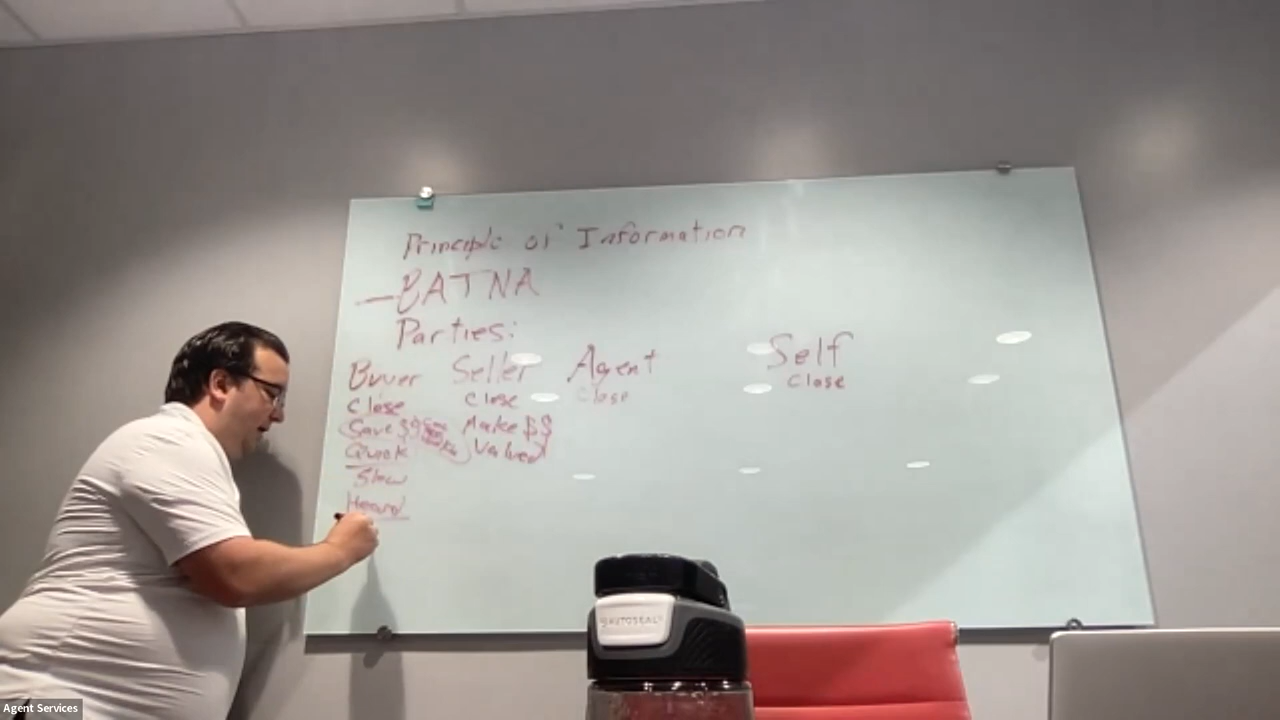 Principle of Information
—BATNA
Parties:
Buyer Seller Agent Self
Close Close Close Close
Save $$ Make $$
Quick Valued
Slow
Heard
AUTOSEAL
Agent Services